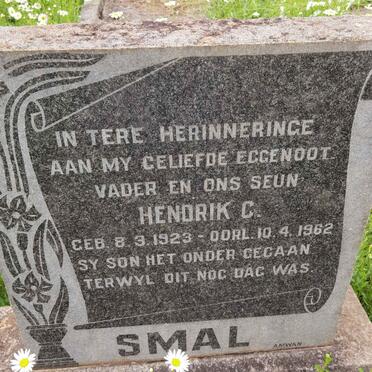 IN TERE HERINNERINGE
AAN MY GELIEFDE EGGENOOT.
VADER EN ONS SEUN
HENDRIK C.
GEB. 8.3.1923 - OORL. 10.4.1962
SY SON HET ONDER GEGAAN
TERWYL DIT NOG DAG WAS.
SMAL
AMWAN